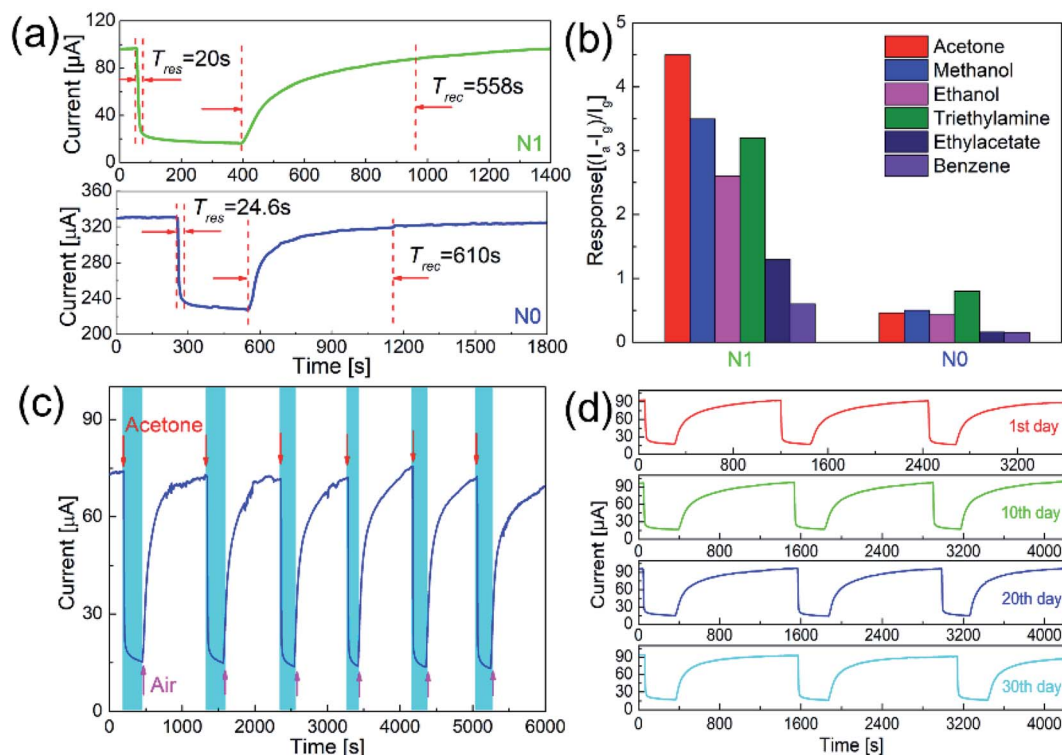 (a)
120
80
40
0
Current [μA]
T_res=20s
T_rec=558s
N1
0 200 400 600 800 1000 1200 1400
360
320
280
240
200
Current [μA]
T_res=24.6s
T_rec=610s
N0
0 300 600 900 1200 1500 1800
Time [s]
(b)
5
4
3
2
1
0
Response[(I_a-I_g)/I_g]
Acetone
Methanol
Ethanol
Triethylamine
Ethylacetate
Benzene
N1 N0
(c)
90
60
30
0
Current [μA]
Acetone
Air
0 1000 2000 3000 4000 5000 6000
Time [s]
(d)
Current [μA]
90
60
30
1st day
0 800 1600 2400 3200
90
60
30
10th day
0 800 1600 2400 3200 4000
90
60
30
20th day
0 800 1600 2400 3200 4000
90
60
30
30th day
0 800 1600 2400 3200 4000
Time [s]